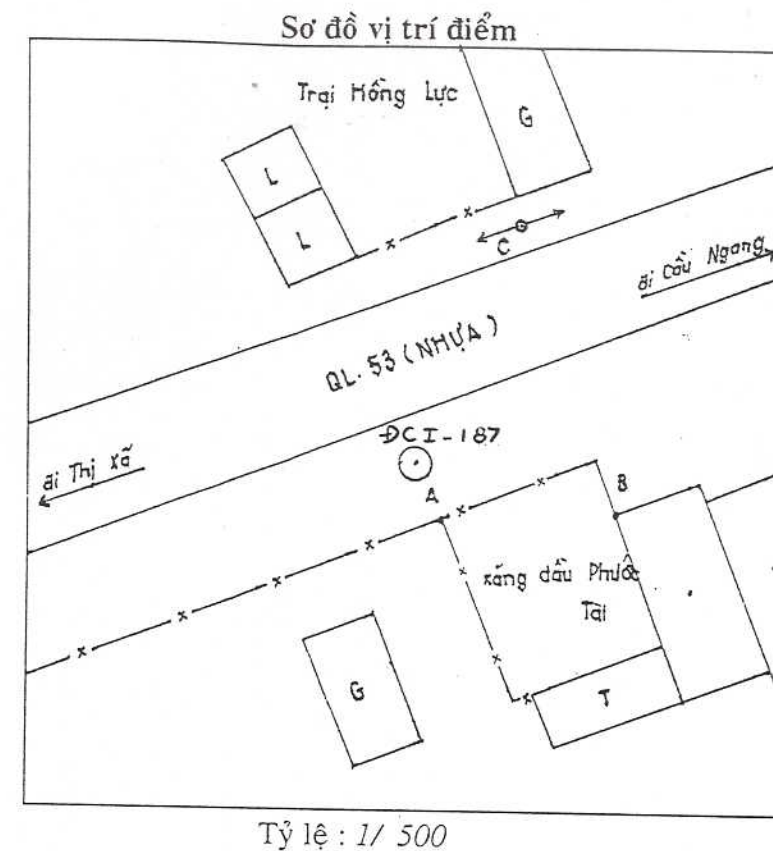 Sơ đồ vị trí điểm
Trại Hồng Lực
G
L
L
C
đi Cầu Ngang
QL. 53 (NHỰA)
ĐCI-187
đi Thị xã
A
B
xăng dầu Phước
Tài
G
T
Tỷ lệ : 1/ 500